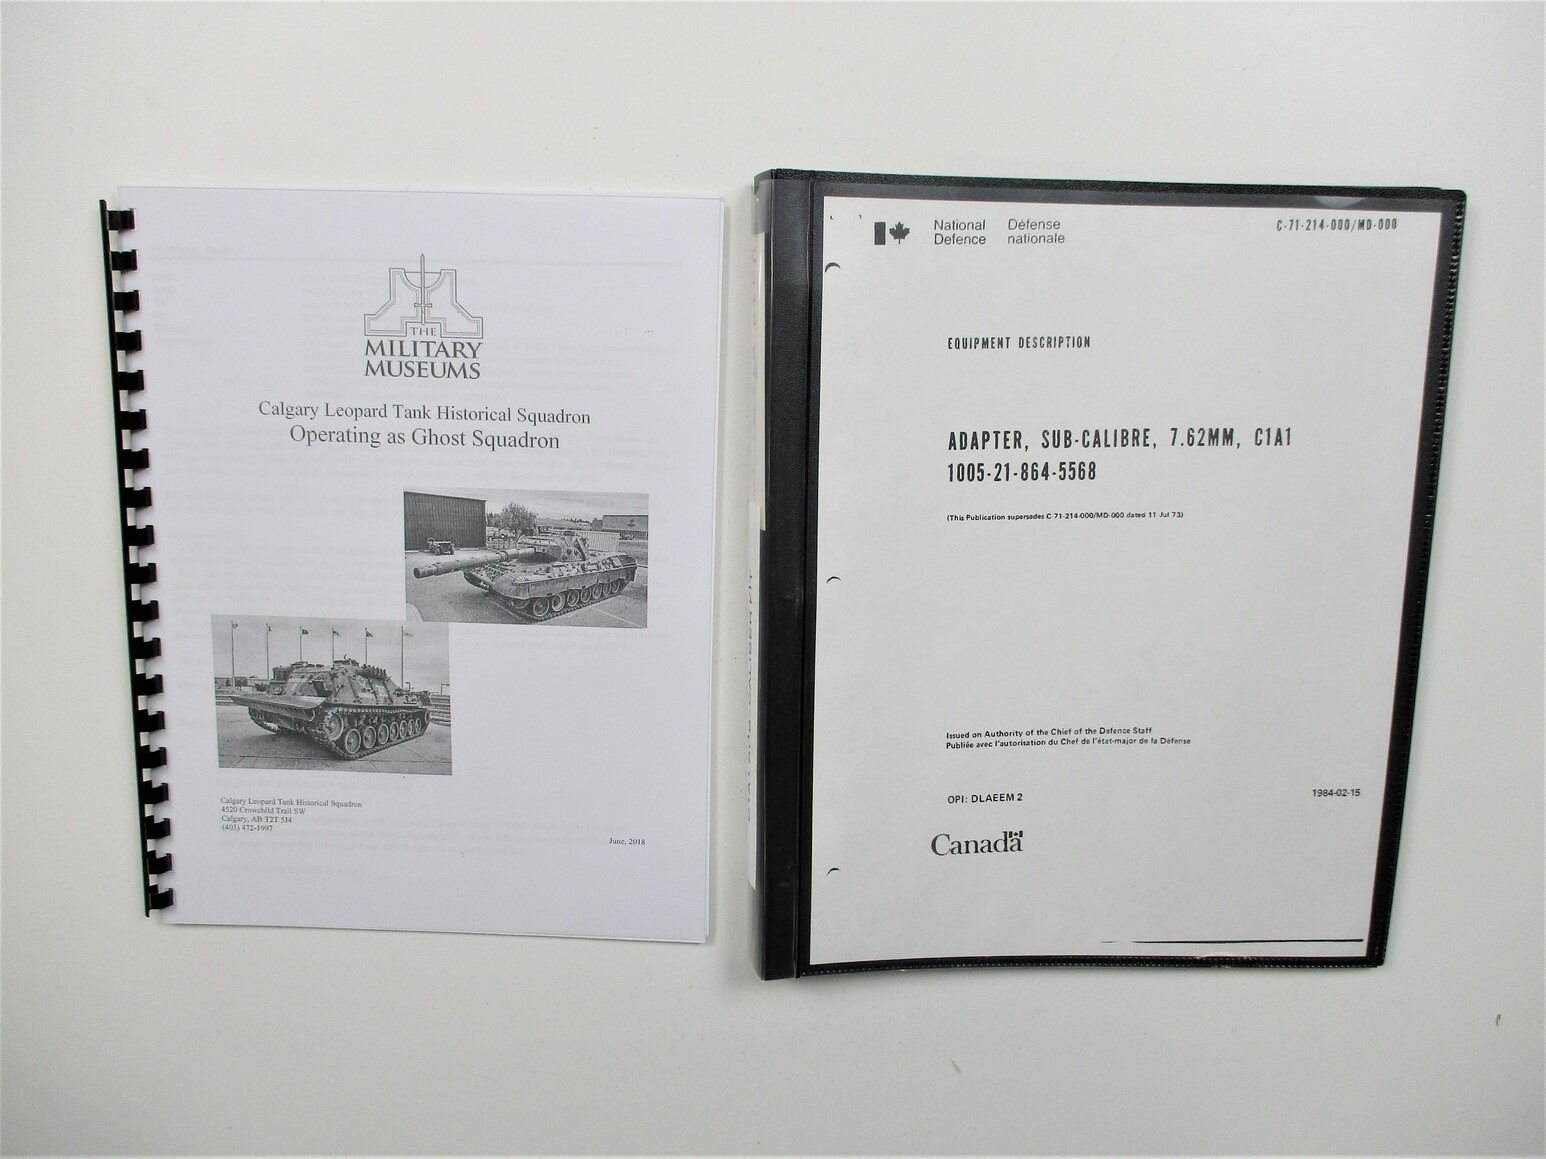 THE
MILITARY
MUSEUMS
Calgary Leopard Tank Historical Squadron
Operating as Ghost Squadron
Calgary Leopard Tank Historical Squadron
4520 Crowchild Trail SW
Calgary, AB T2T 5J4
(403) 472-1997
June, 2018
National Défense
Defence nationale
C-71-214-000/MD-000
EQUIPMENT DESCRIPTION
ADAPTER, SUB-CALIBRE, 7.62MM, C1A1
1005-21-864-5568
(This Publication supersedes C-71-214-000/MD-000 dated 11 Jul 73)
Issued on Authority of the Chief of the Defence Staff
Publiée avec l'autorisation du Chef de l'état-major de la Défense
OPI: DLAEEM 2
1984-02-15
Canada